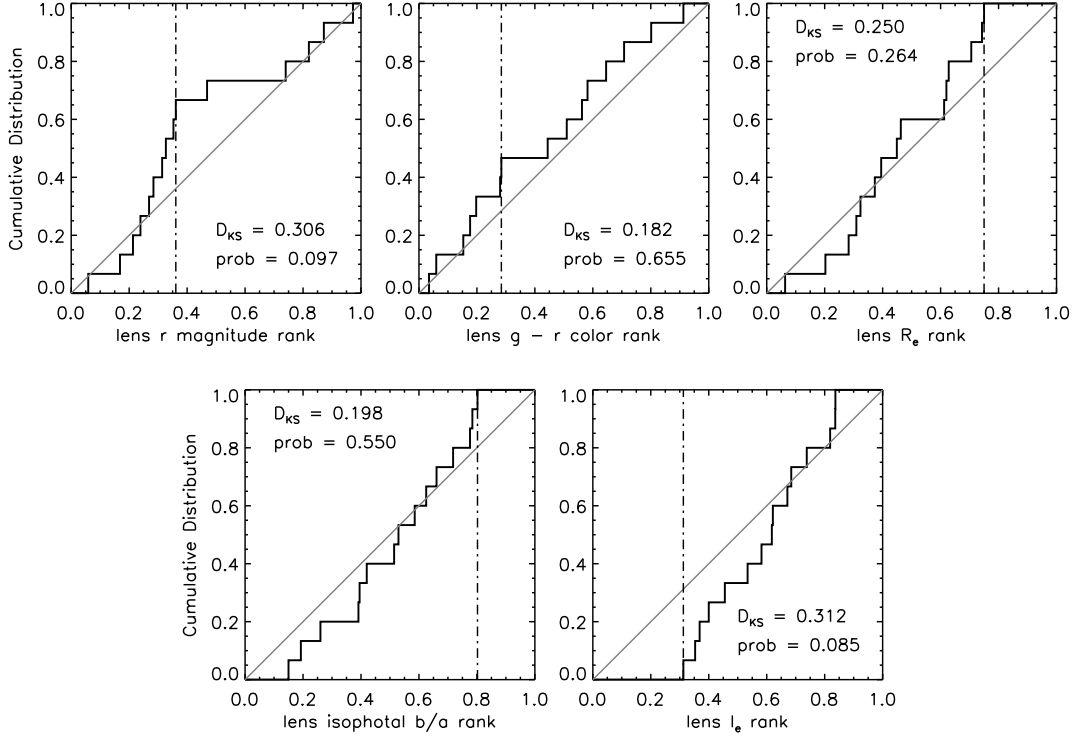 Cumulative Distribution
1.0
0.8
0.6
0.4
0.2
0.0
D_KS = 0.306
prob = 0.097
0.0 0.2 0.4 0.6 0.8 1.0
lens r magnitude rank
1.0
0.8
0.6
0.4
0.2
0.0
D_KS = 0.182
prob = 0.655
0.0 0.2 0.4 0.6 0.8 1.0
lens g − r color rank
1.0
0.8
0.6
0.4
0.2
0.0
D_KS = 0.250
prob = 0.264
0.0 0.2 0.4 0.6 0.8 1.0
lens R_e rank
Cumulative Distribution
1.0
0.8
0.6
0.4
0.2
0.0
D_KS = 0.198
prob = 0.550
0.0 0.2 0.4 0.6 0.8 1.0
lens isophotal b/a rank
1.0
0.8
0.6
0.4
0.2
0.0
D_KS = 0.312
prob = 0.085
0.0 0.2 0.4 0.6 0.8 1.0
lens I_e rank